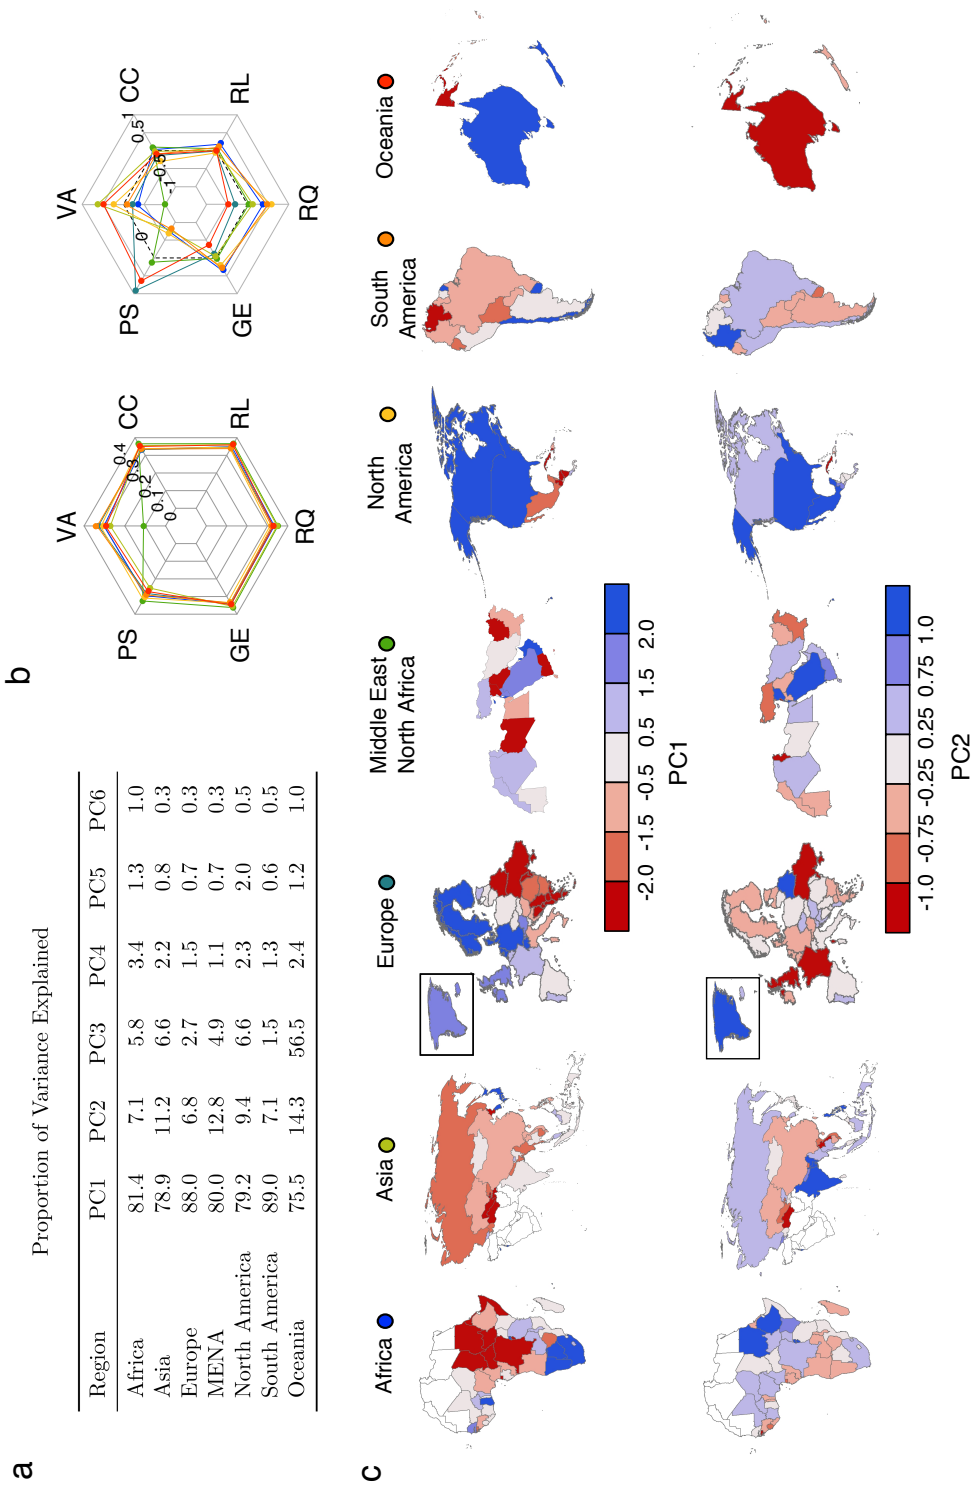 a
Proportion of Variance Explained
Region PC1 PC2 PC3 PC4 PC5 PC6
Africa 81.4 7.1 5.8 3.4 1.3 1.0
Asia 78.9 11.2 6.6 2.2 0.8 0.3
Europe 88.0 6.8 2.7 1.5 0.7 0.3
MENA 80.0 12.8 4.9 1.1 0.7 0.3
North America 79.2 9.4 6.6 2.3 2.0 0.5
South America 89.0 7.1 1.5 1.3 0.6 0.5
Oceania 75.5 14.3 56.5 2.4 1.2 1.0
b
VA
PS CC
0.4
0.3
0.2
0.1
0
GE RL
RQ
VA
PS CC
1
0.5
0
-0.5
-1
GE RL
RQ
c
Africa
Asia
Europe
Middle East
North Africa
North
America
South
America
Oceania
-2.0 -1.5 -0.5 0.5 1.5 2.0
PC1
-1.0 -0.75 -0.25 0.25 0.75 1.0
PC2